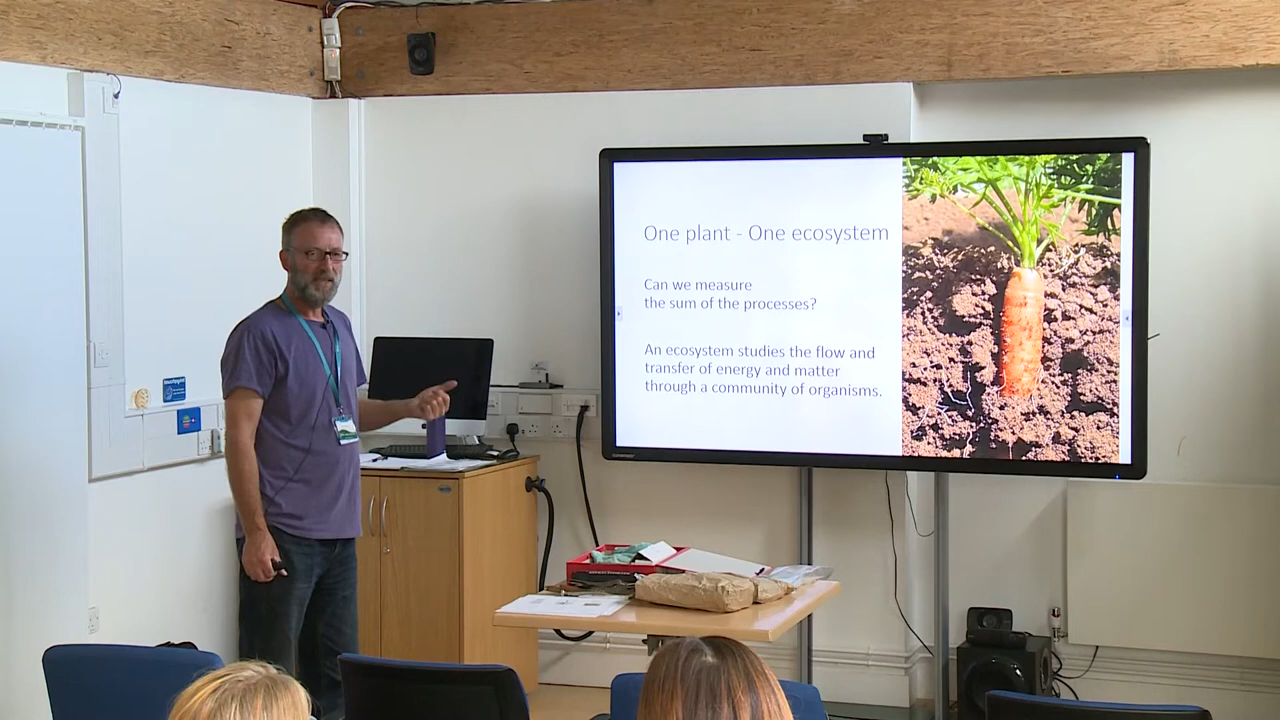 One plant - One ecosystem
Can we measure
the sum of the processes?
An ecosystem studies the flow and
transfer of energy and matter
through a community of organisms.